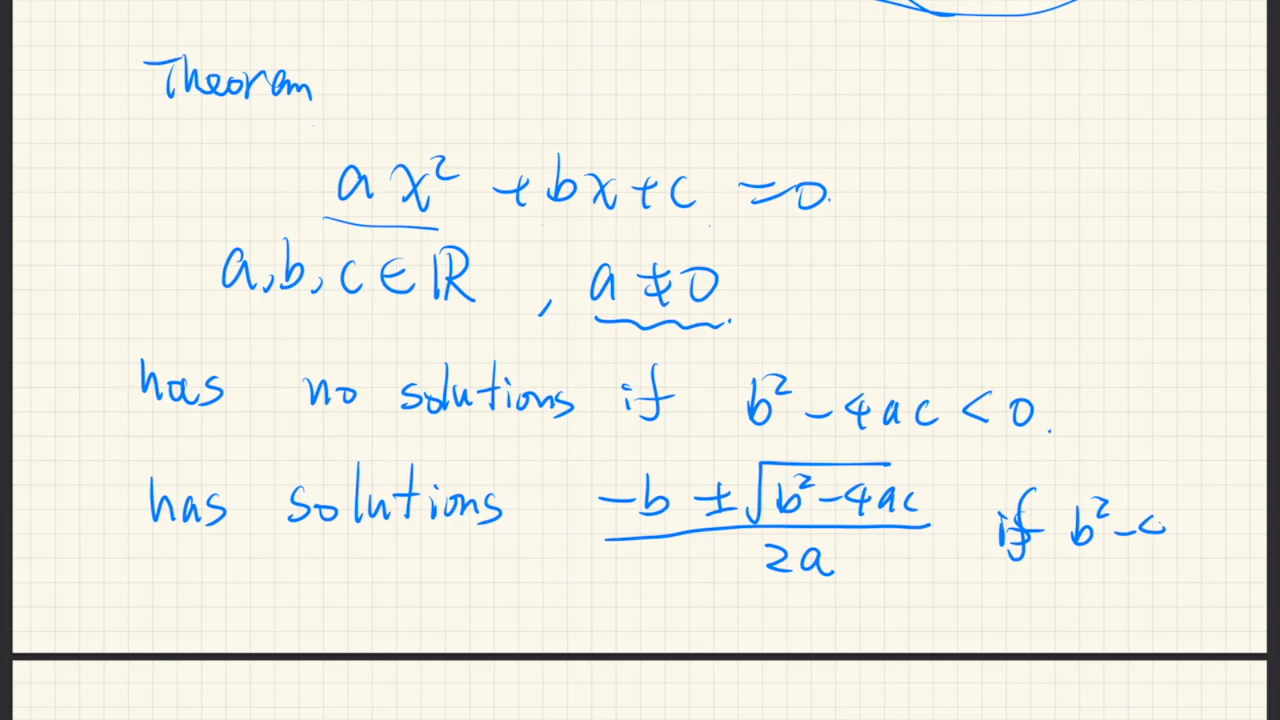 Theorem
ax² + bx + c = 0.
a, b, c ∈ ℝ , a ≠ 0.
has no solutions if b² - 4ac < 0.
has solutions (-b ± √(b² - 4ac))/(2a) if b² -